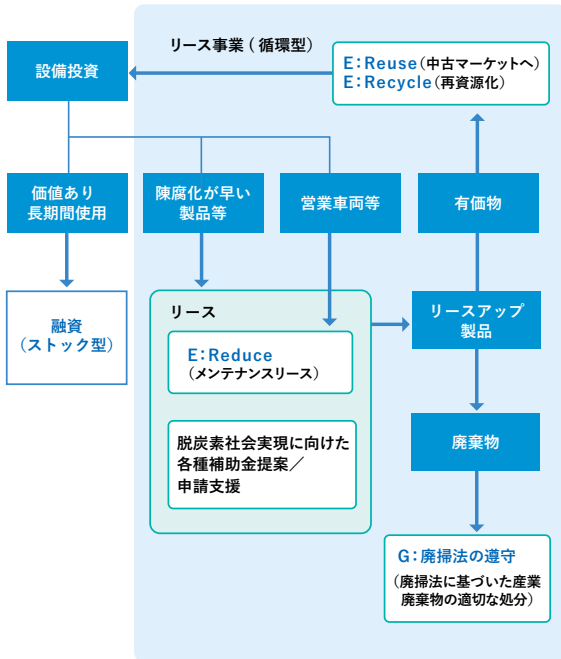 リース事業 ( 循環型)
設備投資
E:Reuse(中古マーケットへ)
E:Recycle(再資源化)
価値あり
長期間使用
陳腐化が早い
製品等
営業車両等
有価物
融資
(ストック型)
リース
E:Reduce
(メンテナンスリース)
脱炭素社会実現に向けた
各種補助金提案／
申請支援
リースアップ
製品
廃棄物
G:廃掃法の遵守
(廃掃法に基づいた産業
廃棄物の適切な処分)